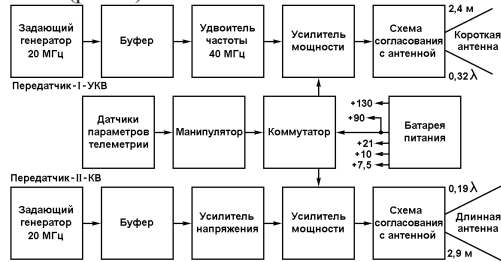 Задающий
генератор
20 МГц
Буфер
Удвоитель
частоты
40 МГц
Усилитель
мощности
Схема
согласования
с антенной
2,4 м
Короткая
антенна
0,32 λ
Передатчик-I-УКВ
Датчики
параметров
телеметрии
Манипулятор
Коммутатор
+130
+90
+21
+10
+7,5
Батарея
питания
Передатчик-II-КВ
Задающий
генератор
20 МГц
Буфер
Усилитель
напряжения
Усилитель
мощности
Схема
согласования
с антенной
0,19 λ
Длинная
антенна
2,9 м